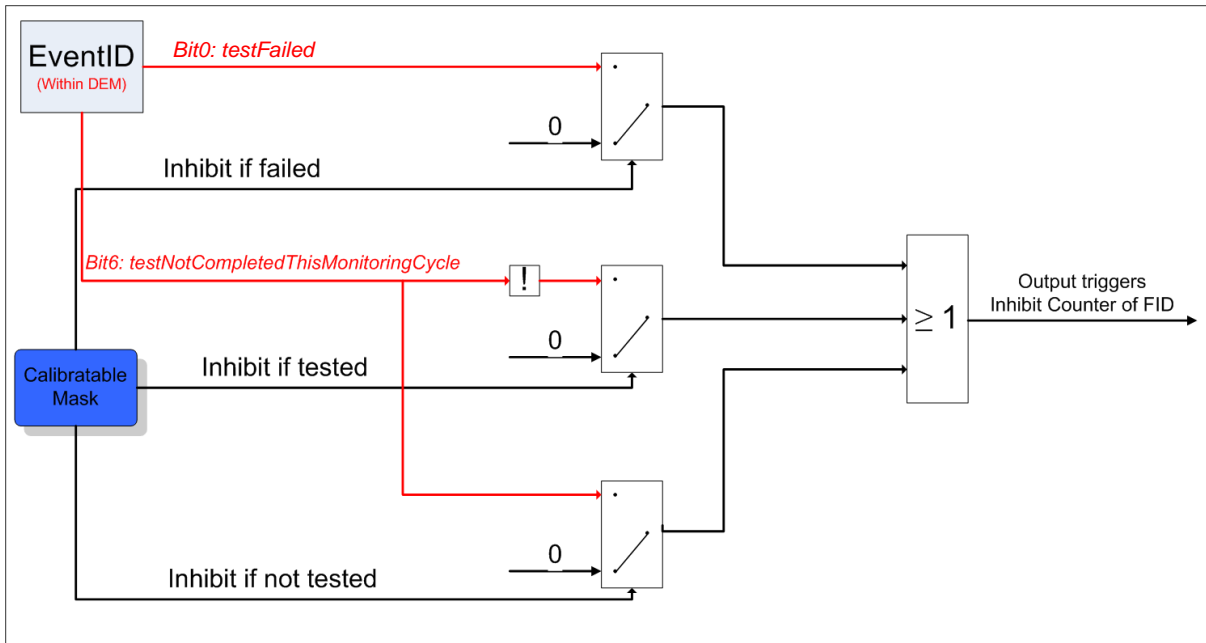 EventID
(Within DEM)
Bit0: testFailed
0
Inhibit if failed
Bit6: testNotCompletedThisMonitoringCycle
!
0
Inhibit if tested
Calibratable
Mask
≥ 1
Output triggers
Inhibit Counter of FID
0
Inhibit if not tested